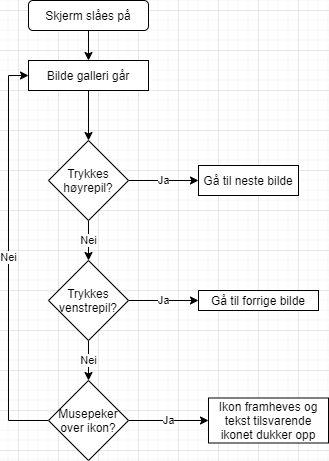 Skjerm slåes på
Bilde galleri går
Trykkes
høyrepil?
Ja
Gå til neste bilde
Nei
Nei
Trykkes
venstrepil?
Ja
Gå til forrige bilde
Nei
Musepeker
over ikon?
Ja
Ikon framheves og
tekst tilsvarende
ikonet dukker opp